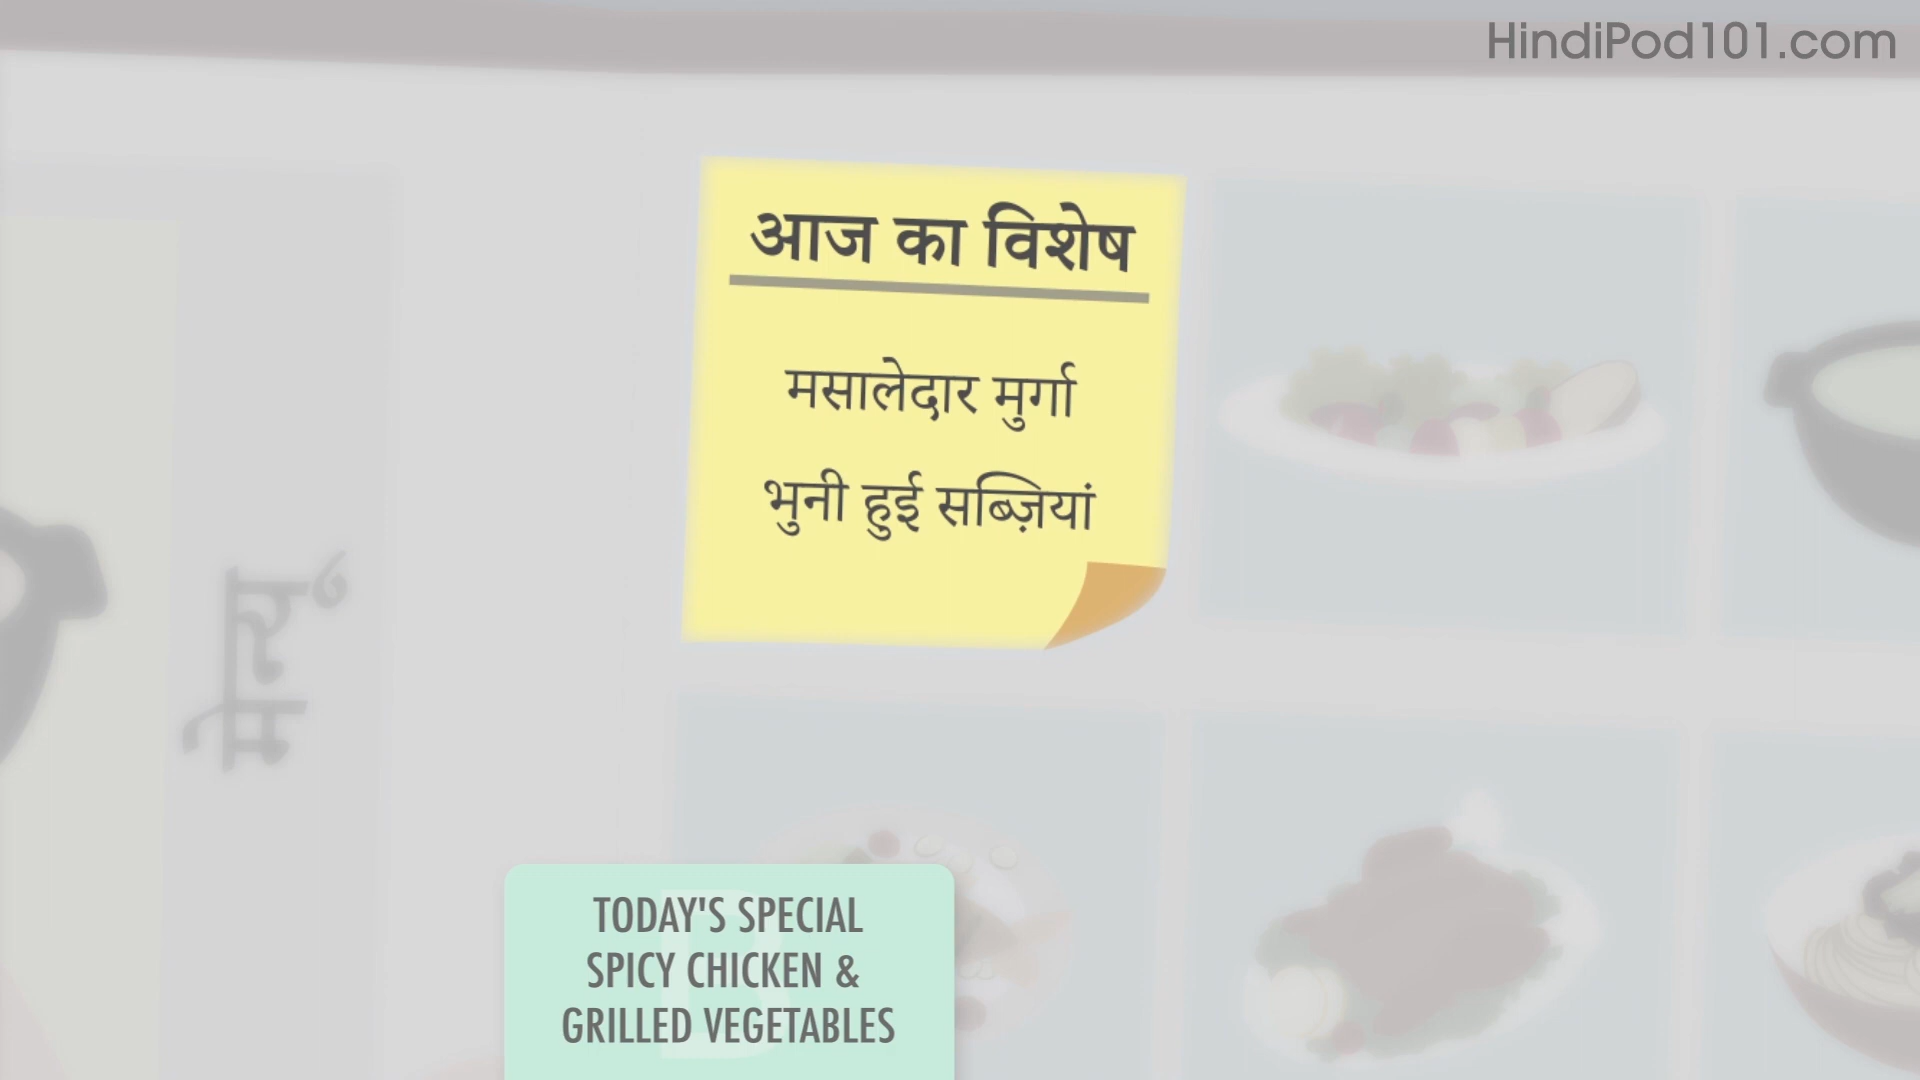 HindiPod101.com
आज का विशेष
मसालेदार मुर्गा
भुनी हुई सब्ज़ियां
मेन्यू
TODAY'S SPECIAL
SPICY CHICKEN &
GRILLED VEGETABLES